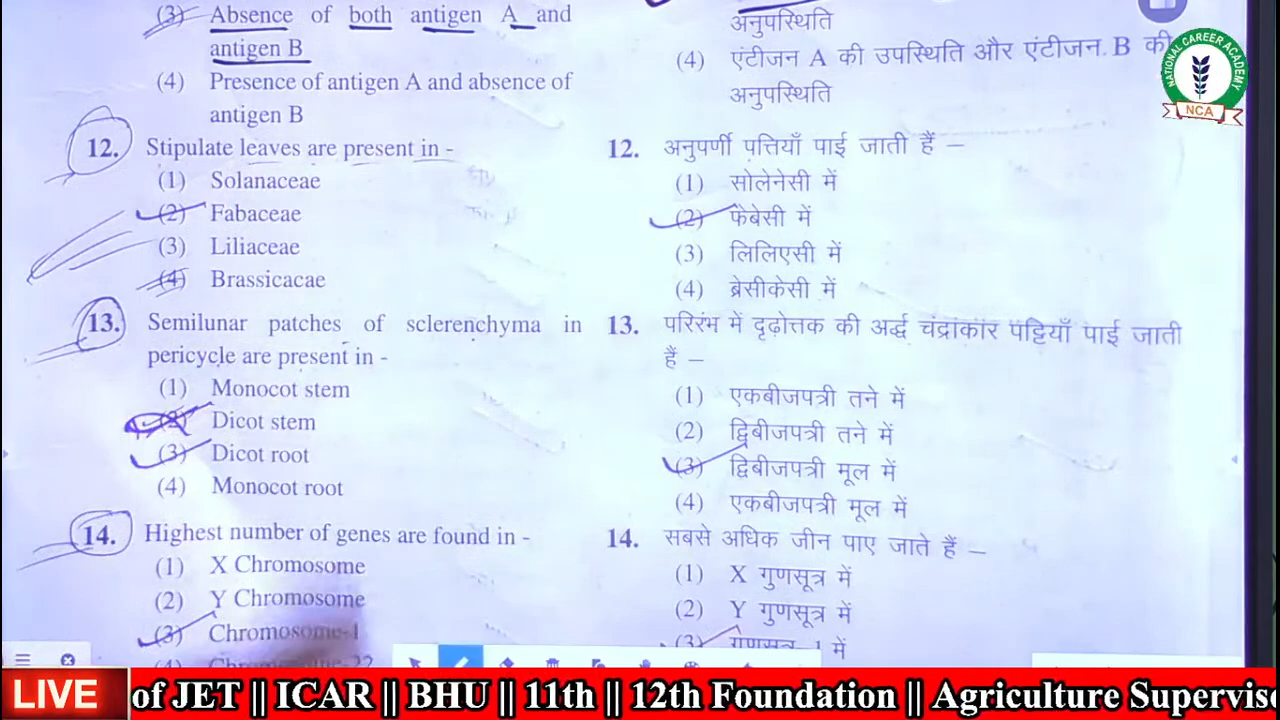 (3) Absence of both antigen A and
antigen B
(4) Presence of antigen A and absence of
antigen B
12. Stipulate leaves are present in -
(1) Solanaceae
(2) Fabaceae
(3) Liliaceae
(4) Brassicacae
13. Semilunar patches of sclerenchyma in
pericycle are present in -
(1) Monocot stem
(2) Dicot stem
(3) Dicot root
(4) Monocot root
14. Highest number of genes are found in -
(1) X Chromosome
(2) Y Chromosome
(3) Chromosome-1
अनुपस्थिति
(4) एंटीजन A की उपस्थिति और एंटीजन B की
अनुपस्थिति
12. अनुपर्णी पत्तियाँ पाई जाती हैं –
(1) सोलेनेसी में
(2) फेबेसी में
(3) लिलिएसी में
(4) ब्रेसीकेसी में
13. परिरंभ में दृढ़ोत्तक की अर्द्ध चंद्राकार पट्टियाँ पाई जाती
हैं –
(1) एकबीजपत्री तने में
(2) द्विबीजपत्री तने में
(3) द्विबीजपत्री मूल में
(4) एकबीजपत्री मूल में
14. सबसे अधिक जीन पाए जाते हैं –
(1) X गुणसूत्र में
(2) Y गुणसूत्र में
(3) गुणसूत्र-1 में
NATIONAL CAREER ACADEMY
NCA
LIVE
of JET || ICAR || BHU || 11th || 12th Foundation || Agriculture Supervise